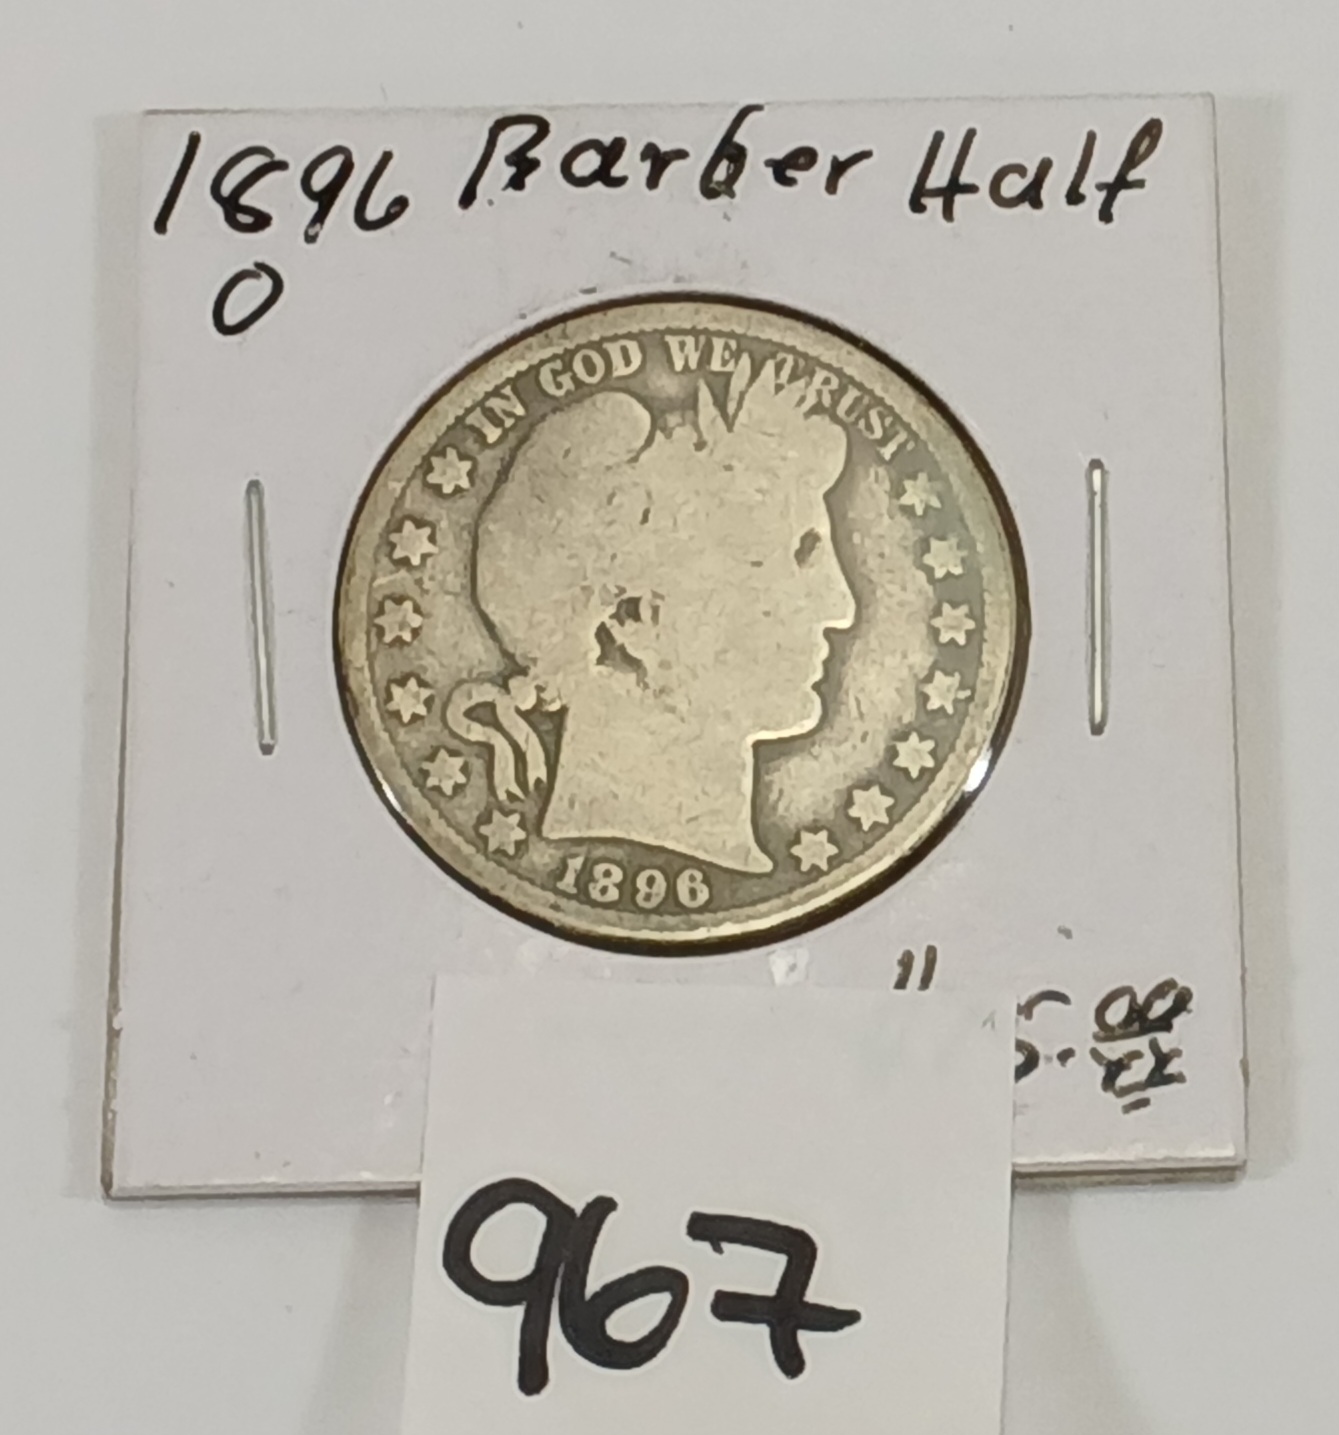 1896 Barber Half
O
IN GOD WE TRUST
1896
967